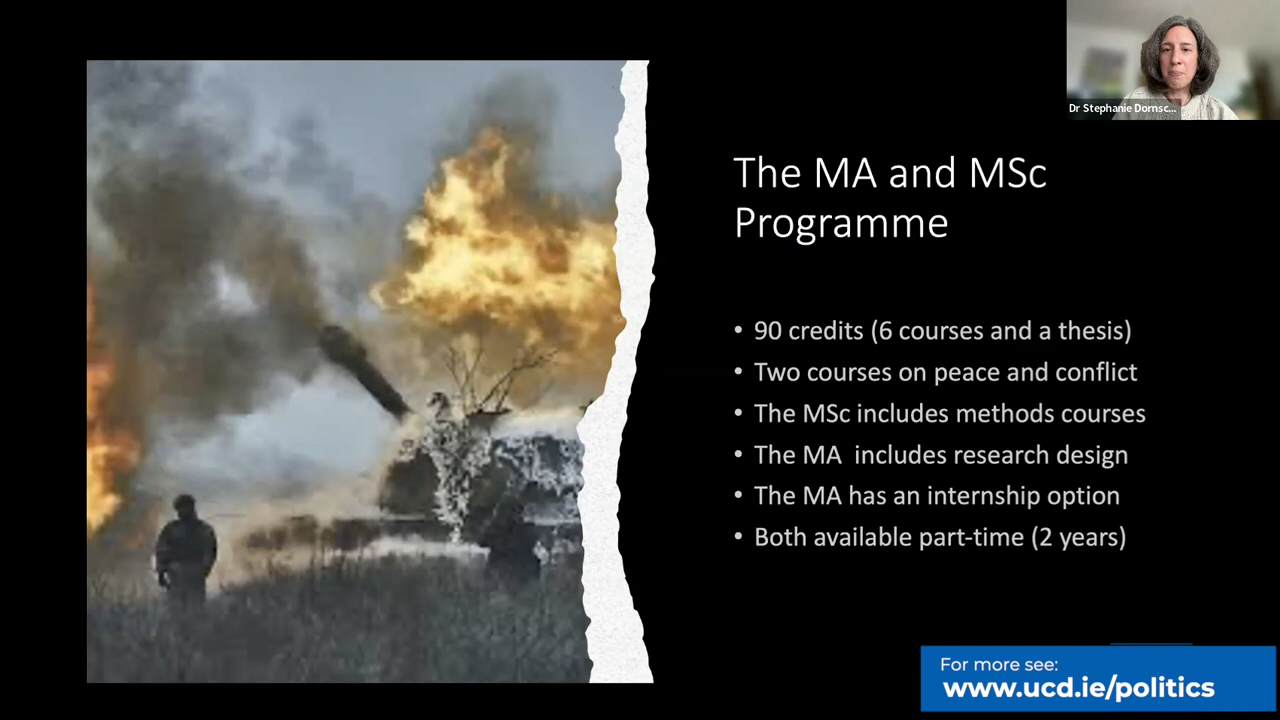 Dr Stephanie Dornsc...
The MA and MSc
Programme
• 90 credits (6 courses and a thesis)
• Two courses on peace and conflict
• The MSc includes methods courses
• The MA  includes research design
• The MA has an internship option
• Both available part-time (2 years)
For more see:
www.ucd.ie/politics